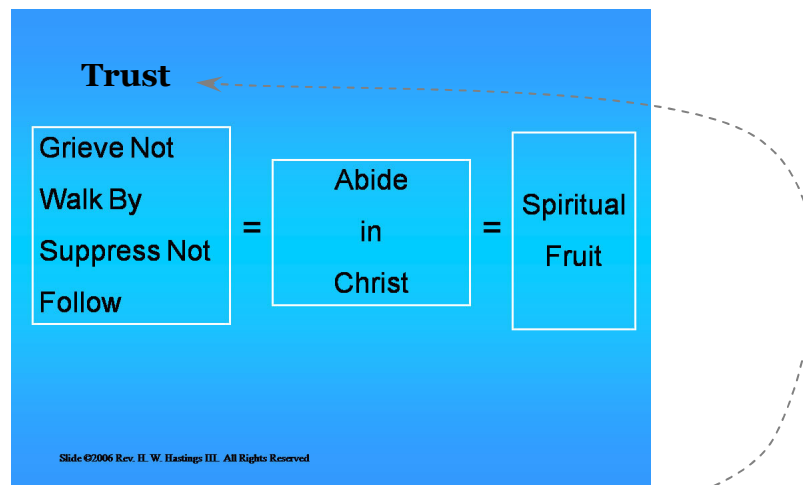 Trust
Grieve Not
Walk By
Suppress Not
Follow
=
Abide
in
Christ
=
Spiritual
Fruit
Slide ©2006 Rev. H. W. Hastings III. All Rights Reserved